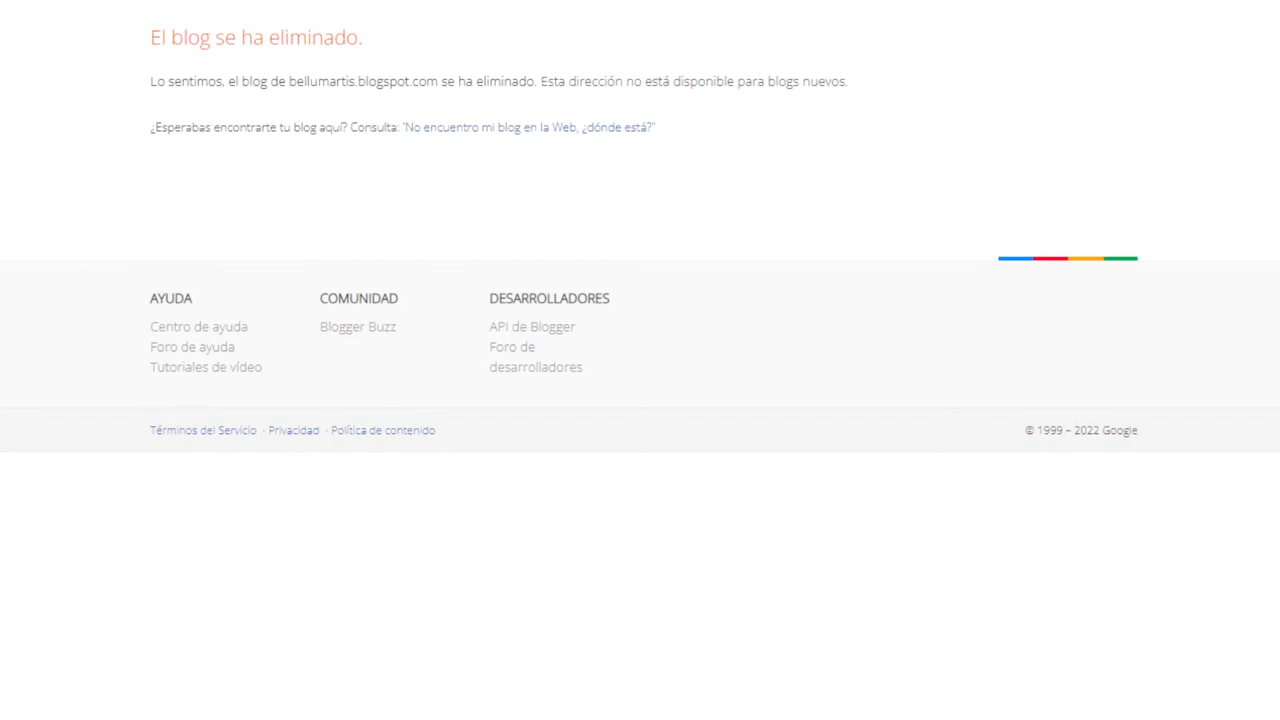 El blog se ha eliminado.
Lo sentimos, el blog de bellumartis.blogspot.com se ha eliminado. Esta dirección no está disponible para blogs nuevos.
¿Esperabas encontrarte tu blog aquí? Consulta: 'No encuentro mi blog en la Web, ¿dónde está?"
AYUDA COMUNIDAD DESARROLLADORES
Centro de ayuda Blogger Buzz API de Blogger
Foro de ayuda Foro de
Tutoriales de vídeo desarrolladores
Términos del Servicio · Privacidad · Política de contenido © 1999 – 2022 Google